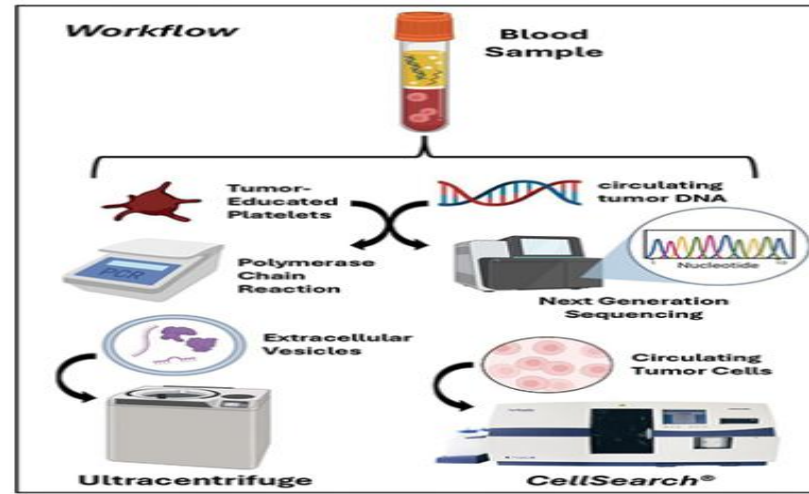 Workflow
Blood
Sample
Tumor-
Educated
Platelets
circulating
tumor DNA
PCR
Polymerase
Chain
Reaction
Nucleotide
Next Generation
Sequencing
Extracellular
Vesicles
Circulating
Tumor Cells
Ultracentrifuge
CellSearch®